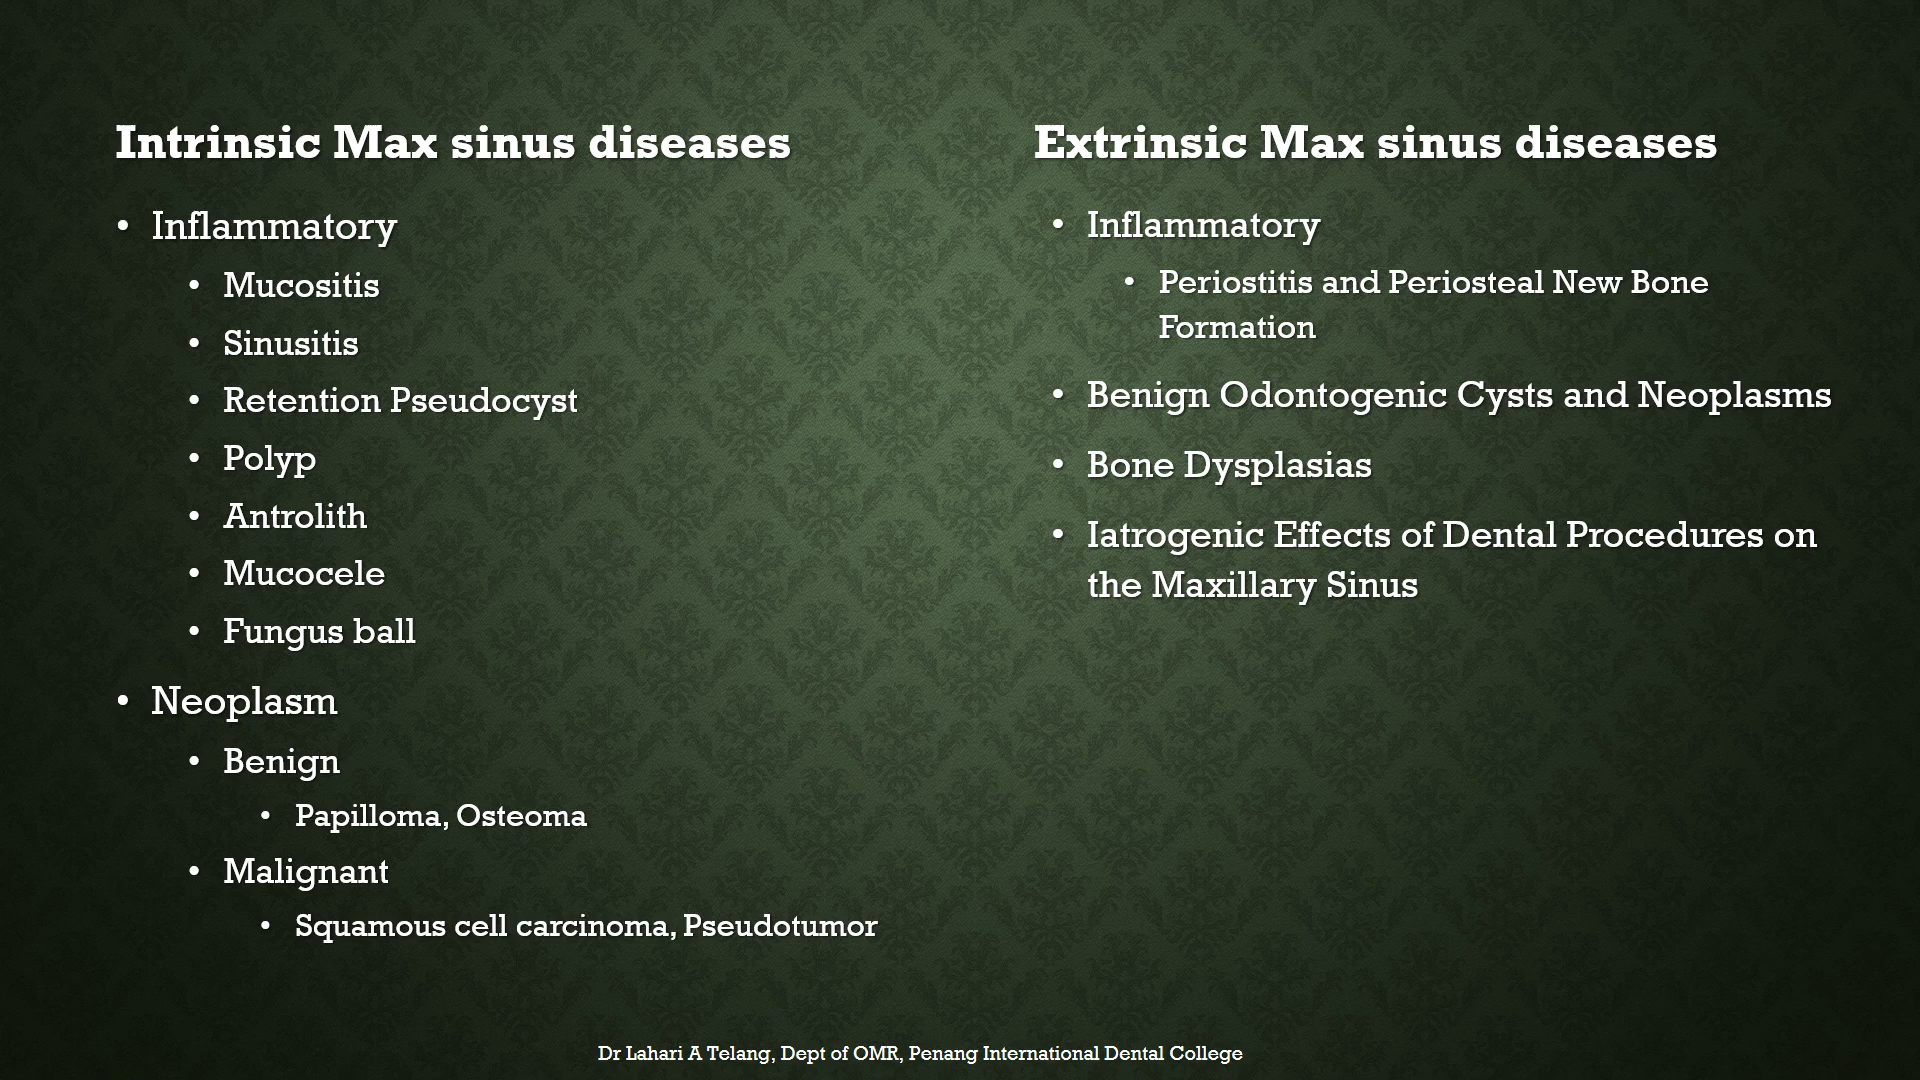 Intrinsic Max sinus diseases
• Inflammatory
• Mucositis
• Sinusitis
• Retention Pseudocyst
• Polyp
• Antrolith
• Mucocele
• Fungus ball
• Neoplasm
• Benign
• Papilloma, Osteoma
• Malignant
• Squamous cell carcinoma, Pseudotumor
Extrinsic Max sinus diseases
• Inflammatory
• Periostitis and Periosteal New Bone
Formation
• Benign Odontogenic Cysts and Neoplasms
• Bone Dysplasias
• Iatrogenic Effects of Dental Procedures on
the Maxillary Sinus
Dr Lahari A Telang, Dept of OMR, Penang International Dental College